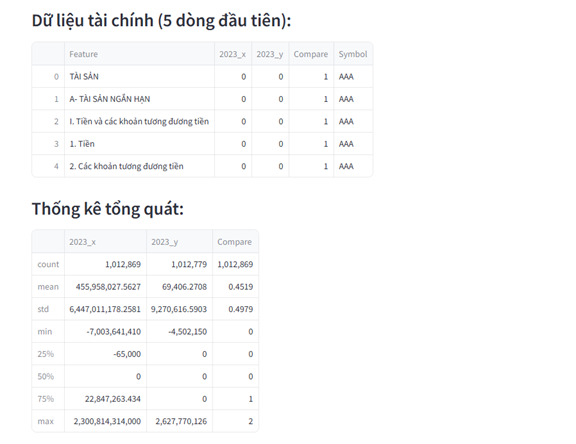 Dữ liệu tài chính (5 dòng đầu tiên):
Feature 2023_x 2023_y Compare Symbol
0 TÀI SẢN 0 0 1 AAA
1 A- TÀI SẢN NGẮN HẠN 0 0 1 AAA
2 I. Tiền và các khoản tương đương tiền 0 0 1 AAA
3 1. Tiền 0 0 1 AAA
4 2. Các khoản tương đương tiền 0 0 1 AAA
Thống kê tổng quát:
2023_x 2023_y Compare
count 1,012,869 1,012,779 1,012,869
mean 455,958,027.5627 69,406.2708 0.4519
std 6,447,011,178.2581 9,270,616.5903 0.4979
min -7,003,641,410 -4,502,150 0
25% -65,000 0 0
50% 0 0 0
75% 22,847,263.434 0 1
max 2,300,814,314,000 2,627,770,126 2